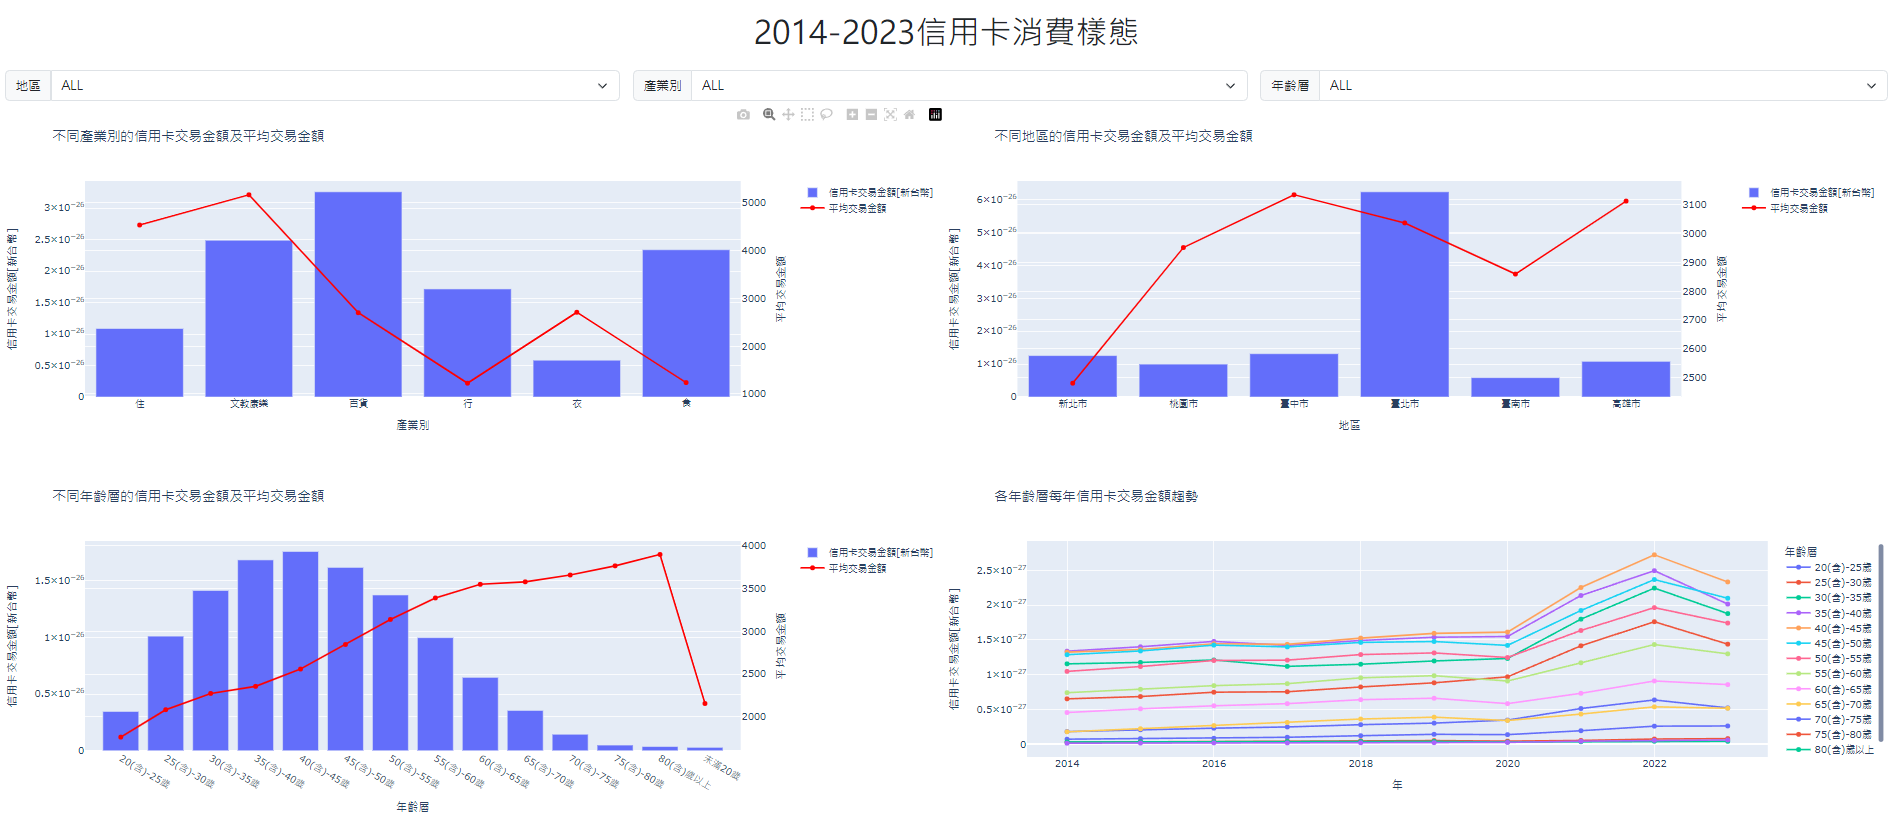 2014-2023信用卡消費樣態
地區 ALL
產業別 ALL
年齡層 ALL
不同產業別的信用卡交易金額及平均交易金額
信用卡交易金額[新台幣]
3×10⁻²⁶
2.5×10⁻²⁶
2×10⁻²⁶
1.5×10⁻²⁶
1×10⁻²⁶
0.5×10⁻²⁶
0
住 文教康樂 百貨 行 衣 食
產業別
5000
4000
3000
2000
1000
平均交易金額
信用卡交易金額[新台幣]
平均交易金額
不同地區的信用卡交易金額及平均交易金額
信用卡交易金額[新台幣]
6×10⁻²⁶
5×10⁻²⁶
4×10⁻²⁶
3×10⁻²⁶
2×10⁻²⁶
1×10⁻²⁶
0
新北市 桃園市 臺中市 臺北市 臺南市 高雄市
地區
3100
3000
2900
2800
2700
2600
2500
平均交易金額
信用卡交易金額[新台幣]
平均交易金額
不同年齡層的信用卡交易金額及平均交易金額
信用卡交易金額[新台幣]
1.5×10⁻²⁶
1×10⁻²⁶
0.5×10⁻²⁶
0
20(含)-25歲 25(含)-30歲 30(含)-35歲 35(含)-40歲 40(含)-45歲 45(含)-50歲 50(含)-55歲 55(含)-60歲 60(含)-65歲 65(含)-70歲 70(含)-75歲 75(含)-80歲 80(含)歲以上 未滿20歲
年齡層
4000
3500
3000
2500
2000
平均交易金額
信用卡交易金額[新台幣]
平均交易金額
各年齡層每年信用卡交易金額趨勢
信用卡交易金額[新台幣]
2.5×10⁻²⁷
2×10⁻²⁷
1.5×10⁻²⁷
1×10⁻²⁷
0.5×10⁻²⁷
0
2014 2016 2018 2020 2022
年
年齡層
20(含)-25歲
25(含)-30歲
30(含)-35歲
35(含)-40歲
40(含)-45歲
45(含)-50歲
50(含)-55歲
55(含)-60歲
60(含)-65歲
65(含)-70歲
70(含)-75歲
75(含)-80歲
80(含)歲以上